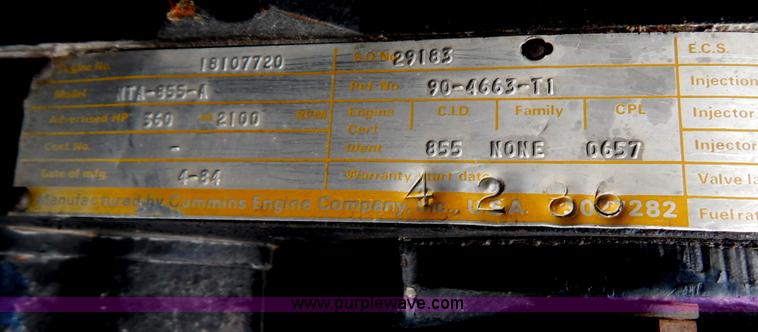 Engine No. 18107720 S.O. No. 29183 E.C.S.
Model NTA-855-A Ref. No. 90-4663-T1 Injection
Advertised HP 360 at 2100 RPM Engine C.I.D. Family CPL Injector
Cert.
Cont. No. - Ident 855 NONE 0657 Injector
Date of mfg. 4-84 Warranty start date 4 2 86 Valve la
Manufactured by Cummins Engine Company, Inc., U.S.A. 282 Fuel rat
www.purplewave.com